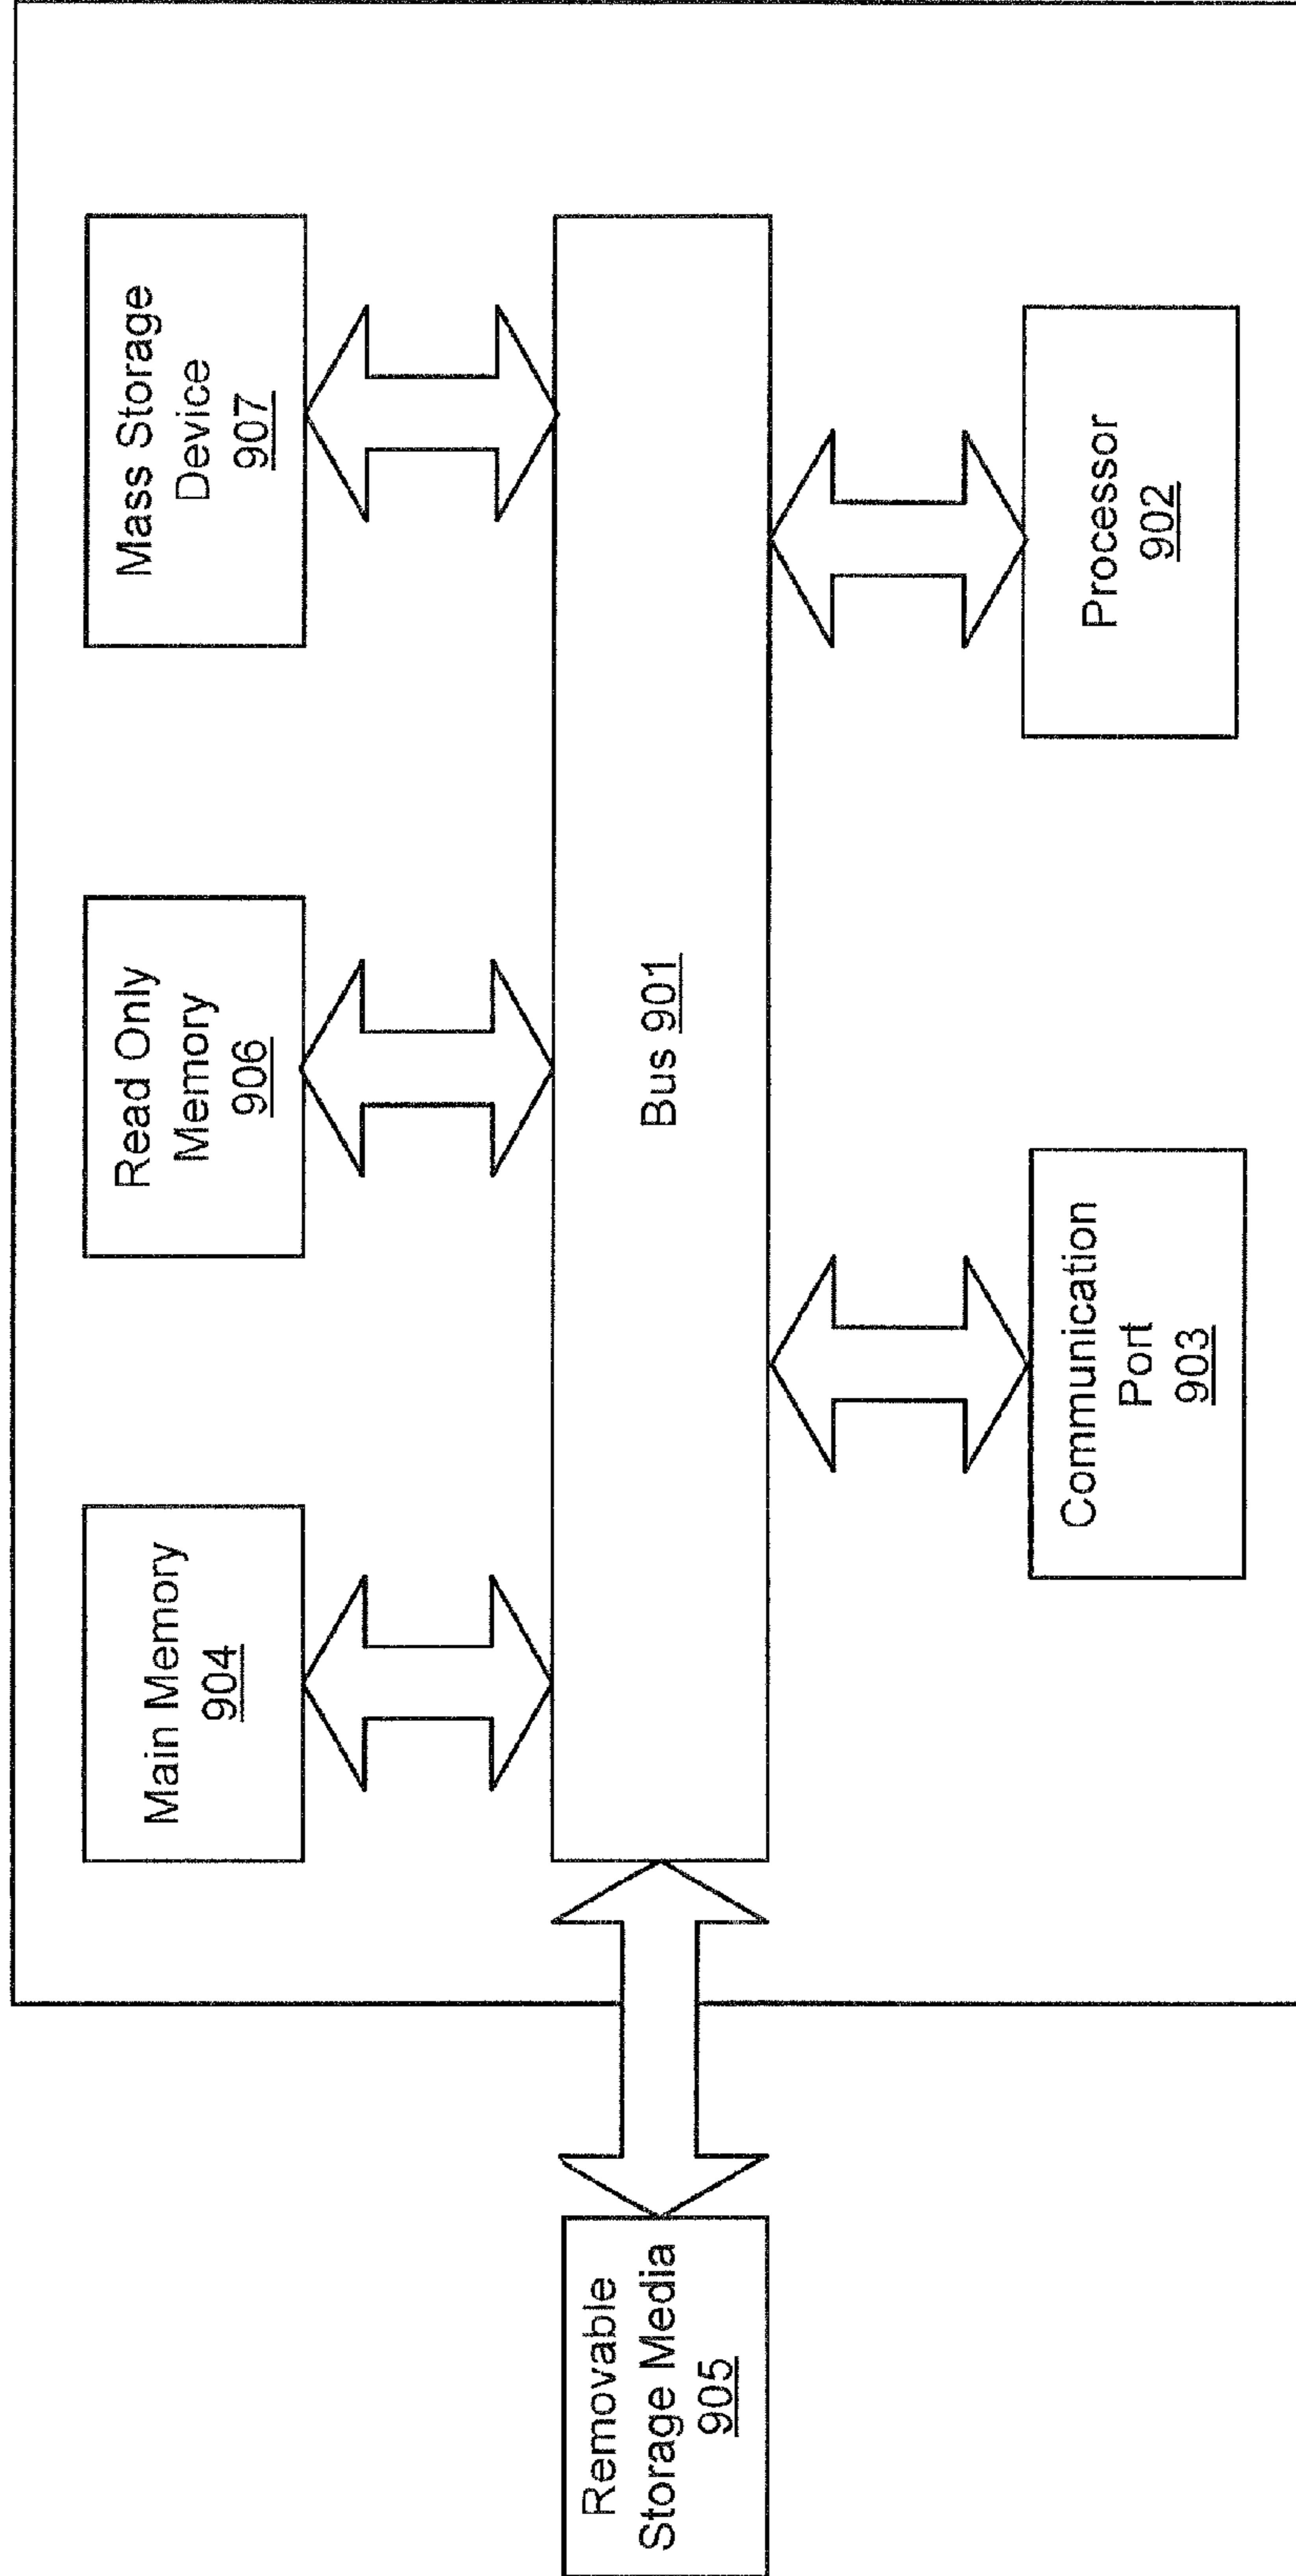 Main Memory
904
Read Only
Memory
906
Mass Storage
Device
907
Removable
Storage Media
905
Bus 901
Communication
Port
903
Processor
902